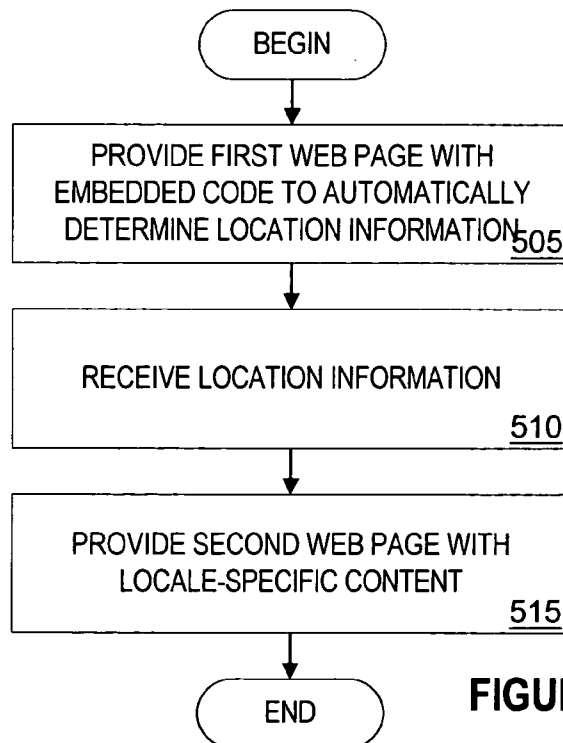 BEGIN
PROVIDE FIRST WEB PAGE WITH
EMBEDDED CODE TO AUTOMATICALLY
DETERMINE LOCATION INFORMATION
505
RECEIVE LOCATION INFORMATION
510
PROVIDE SECOND WEB PAGE WITH
LOCALE-SPECIFIC CONTENT
515
END